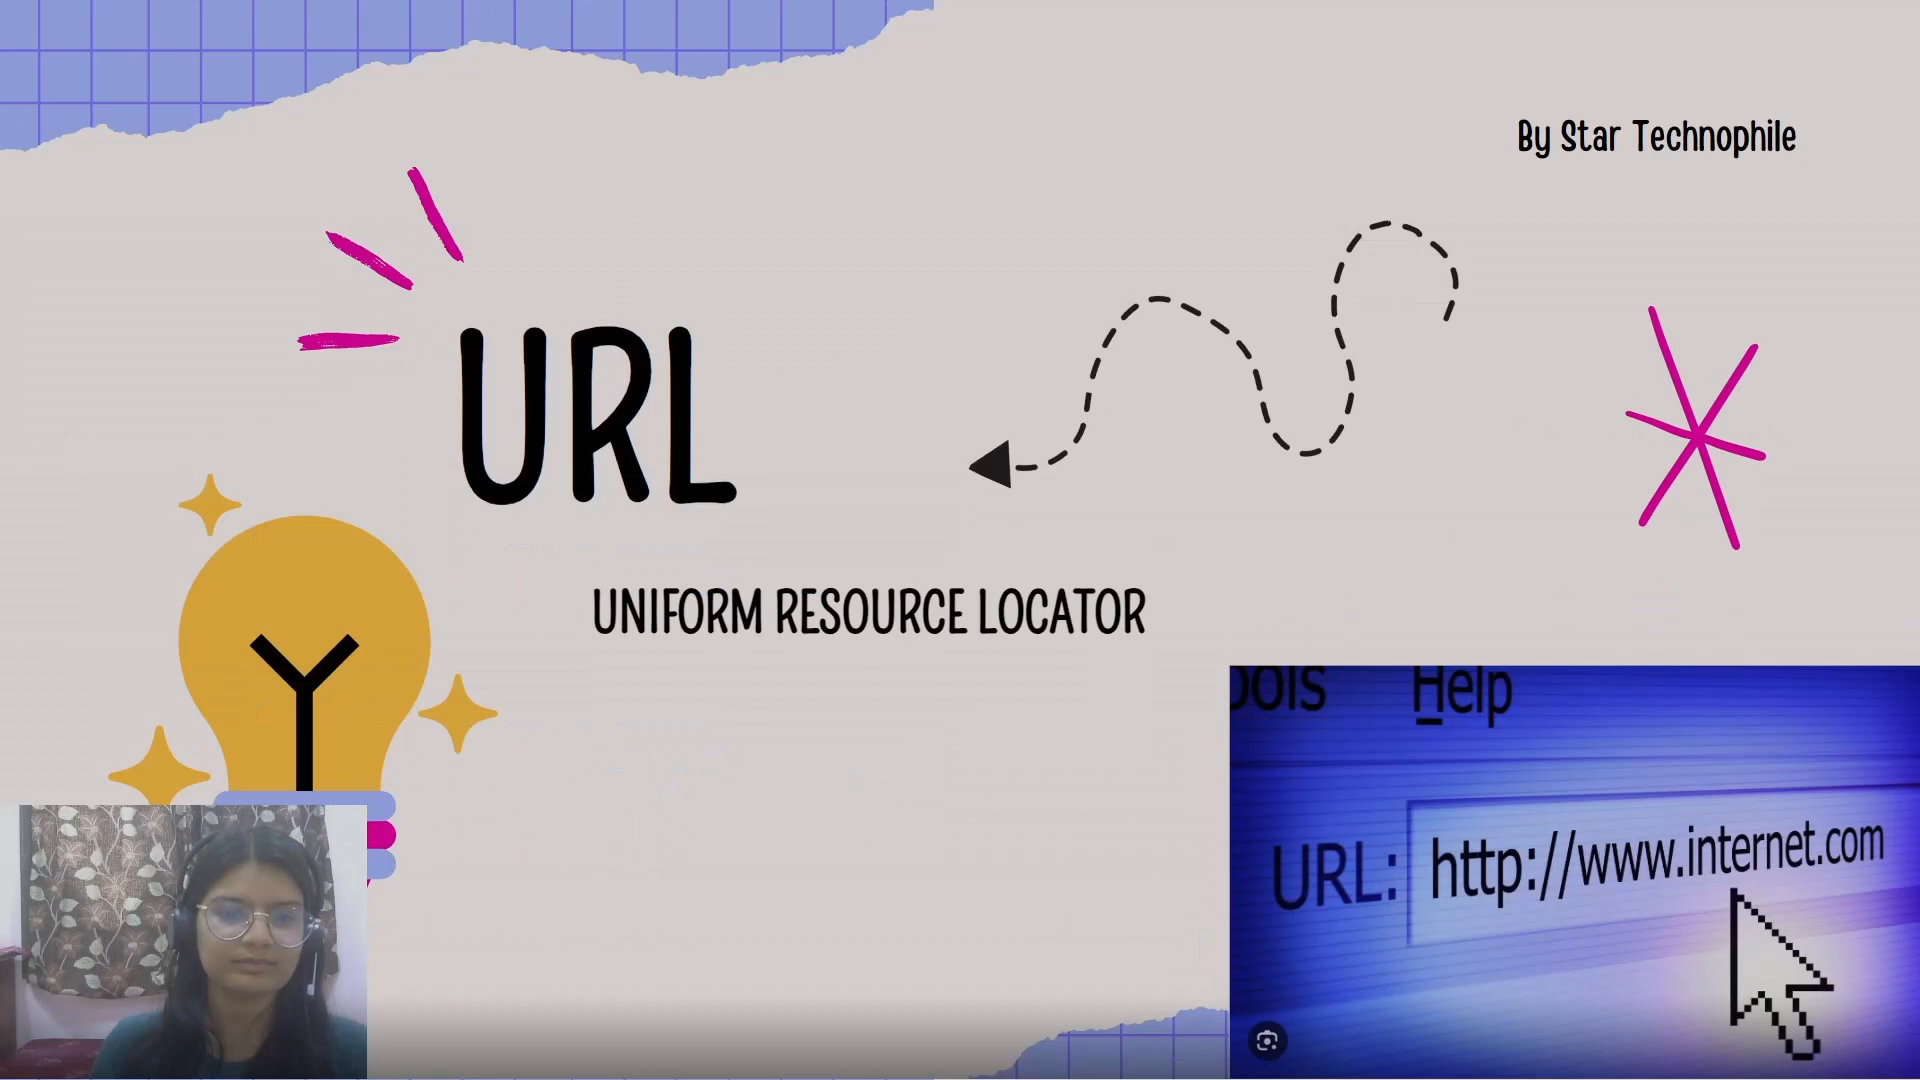 By Star Technophile
URL
UNIFORM RESOURCE LOCATOR
Help
URL: http://www.internet.com